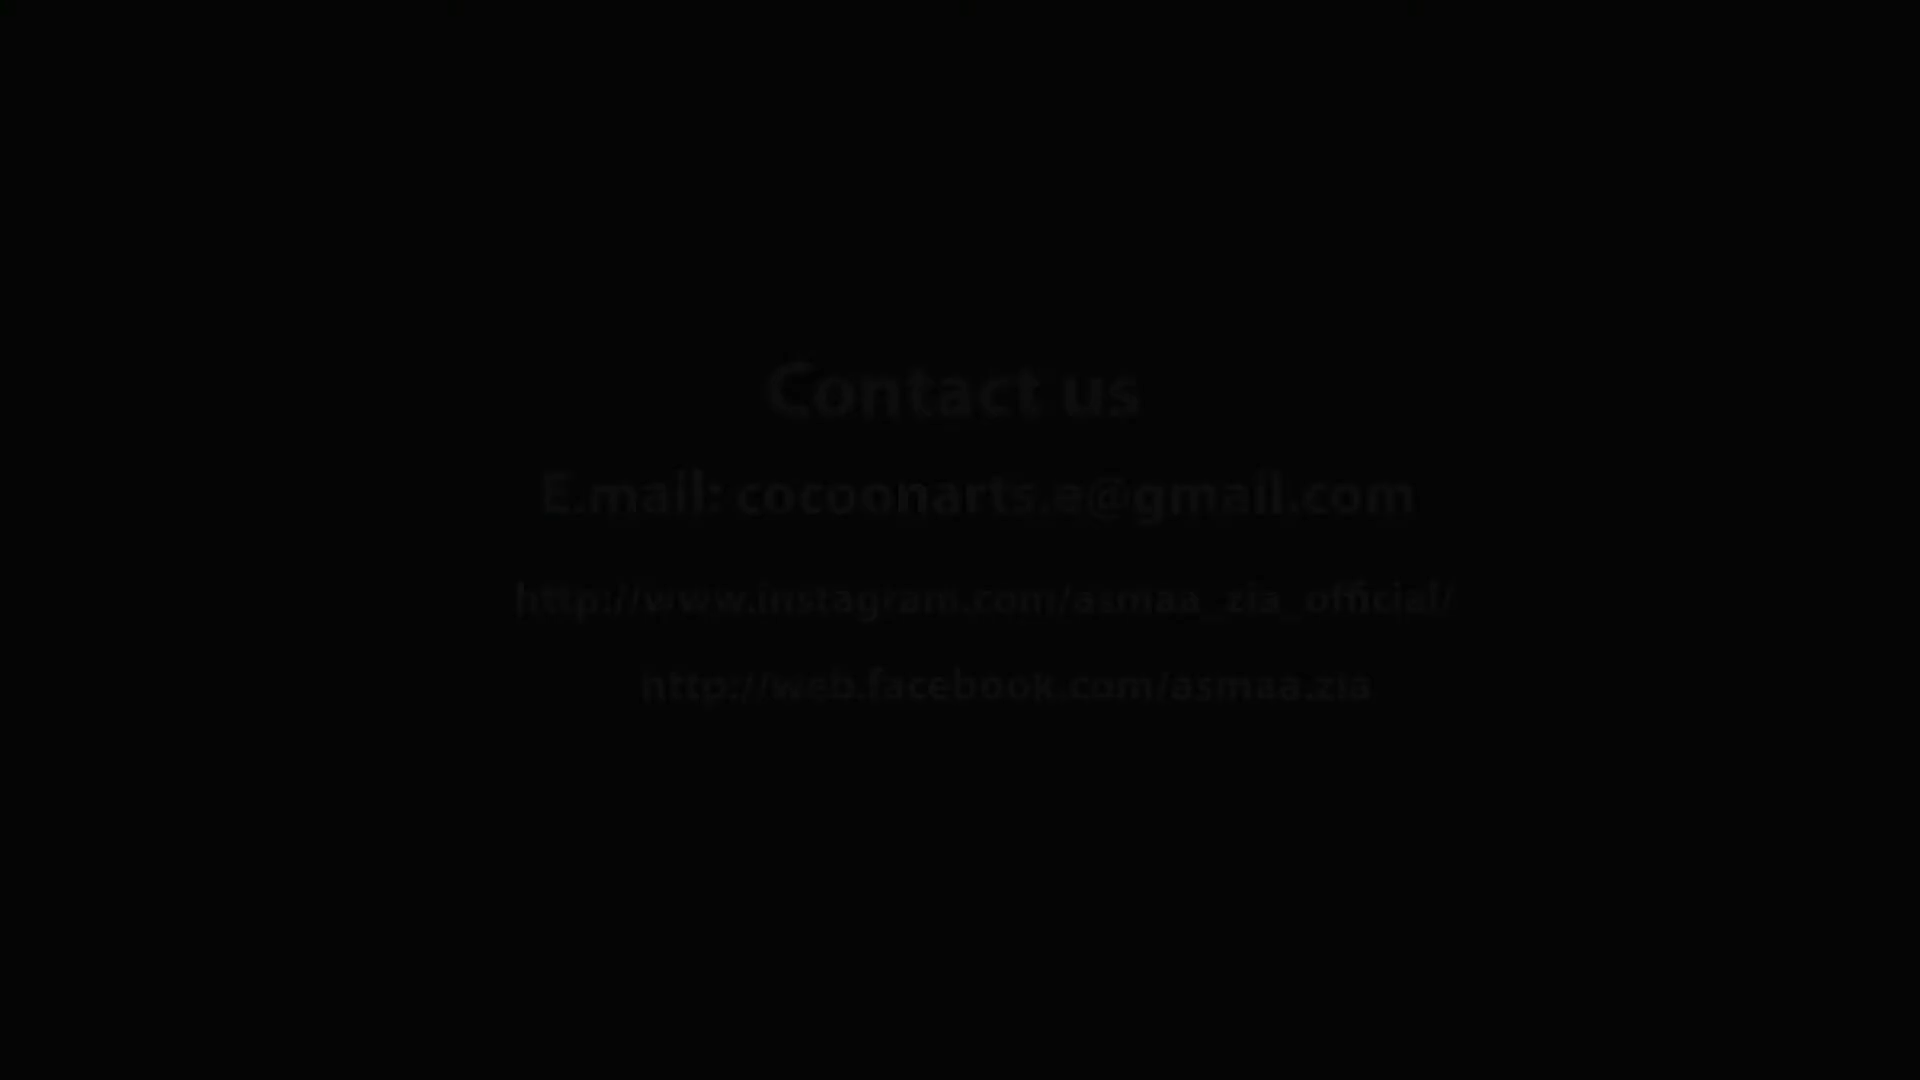 Contact us
E.mail: cocoonarts.a@gmail.com
http://www.instagram.com/asmaa_zia_official/
http://web.facebook.com/asmaa.zia